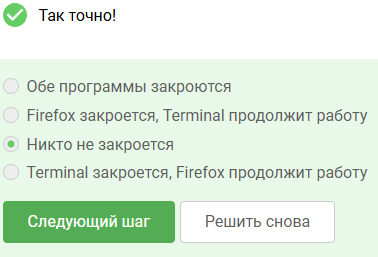 Так точно!
Обе программы закроются
Firefox закроется, Terminal продолжит работу
Никто не закроется
Terminal закроется, Firefox продолжит работу
Следующий шаг Решить снова